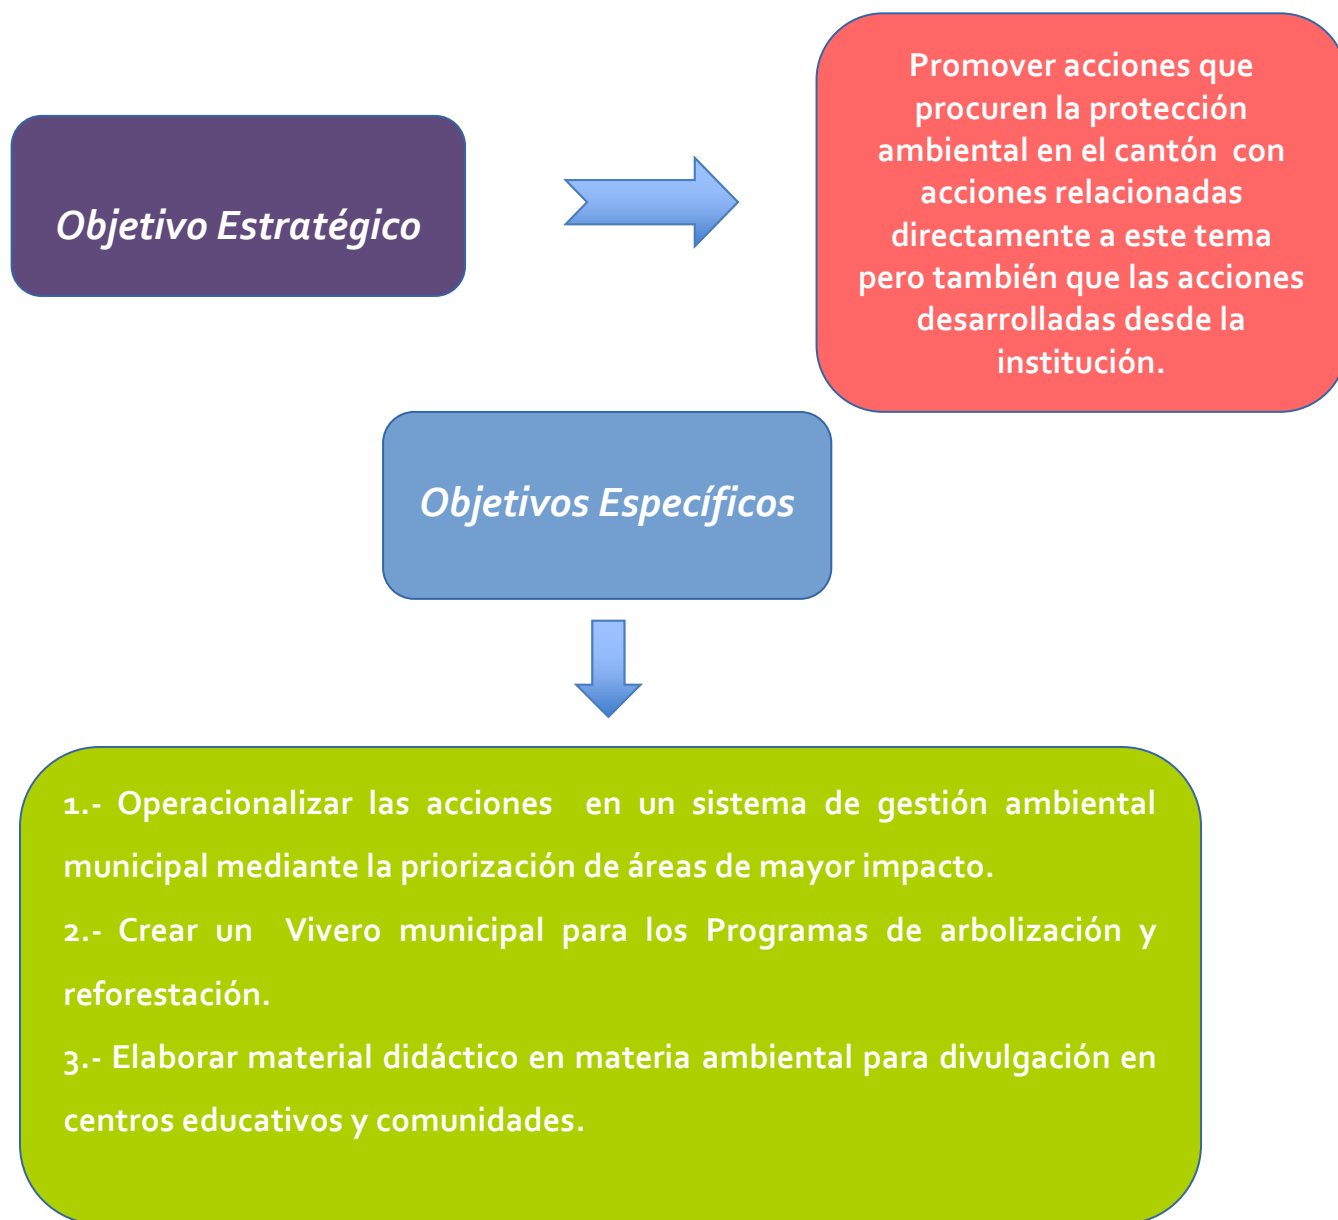 Objetivo Estratégico
Promover acciones que
procuren la protección
ambiental en el cantón con
acciones relacionadas
directamente a este tema
pero también que las acciones
desarrolladas desde la
institución.
Objetivos Específicos
1.- Operacionalizar las acciones en un sistema de gestión ambiental
municipal mediante la priorización de áreas de mayor impacto.
2.- Crear un Vivero municipal para los Programas de arbolización y
reforestación.
3.- Elaborar material didáctico en materia ambiental para divulgación en
centros educativos y comunidades.